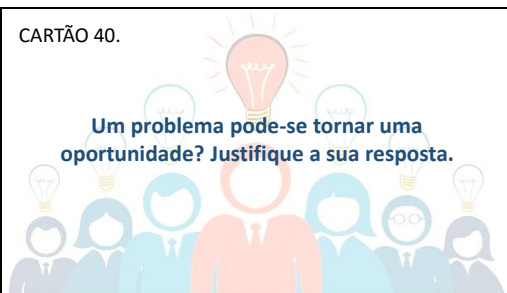 CARTÃO 40.
Um problema pode-se tornar uma
oportunidade? Justifique a sua resposta.